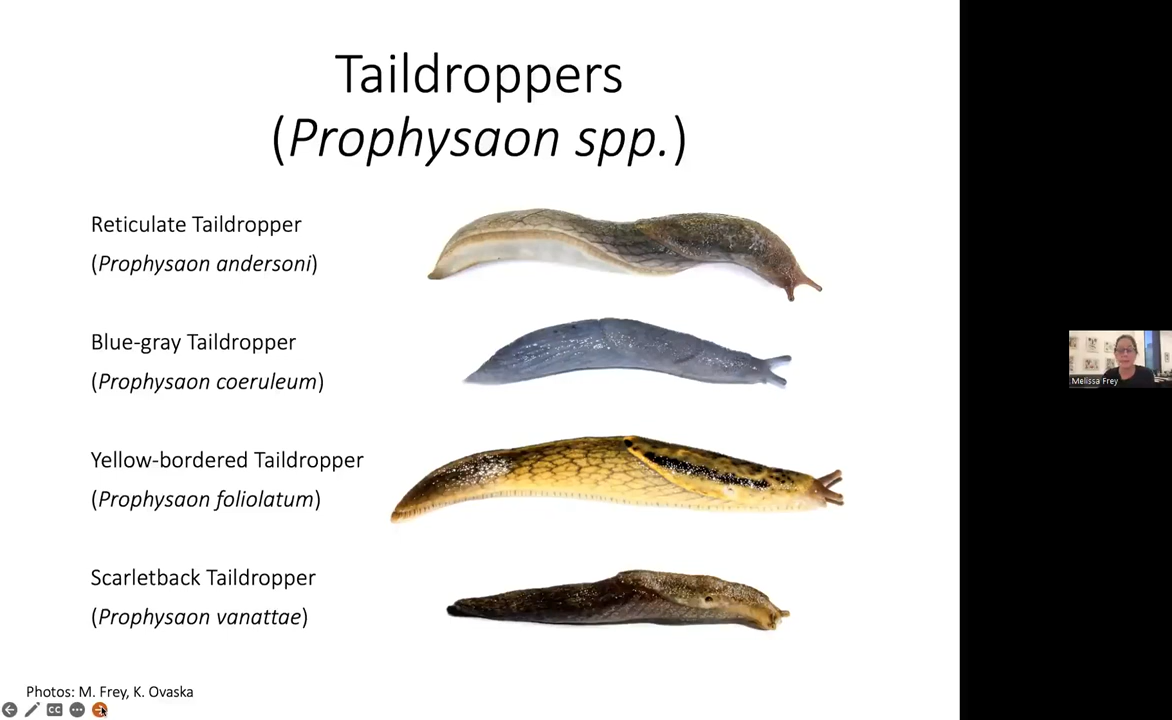 Taildroppers
(Prophysaon spp.)
Reticulate Taildropper
(Prophysaon andersoni)
Blue-gray Taildropper
(Prophysaon coeruleum)
Yellow-bordered Taildropper
(Prophysaon foliolatum)
Scarletback Taildropper
(Prophysaon vanattae)
Photos: M. Frey, K. Ovaska
CC
Melissa Frey